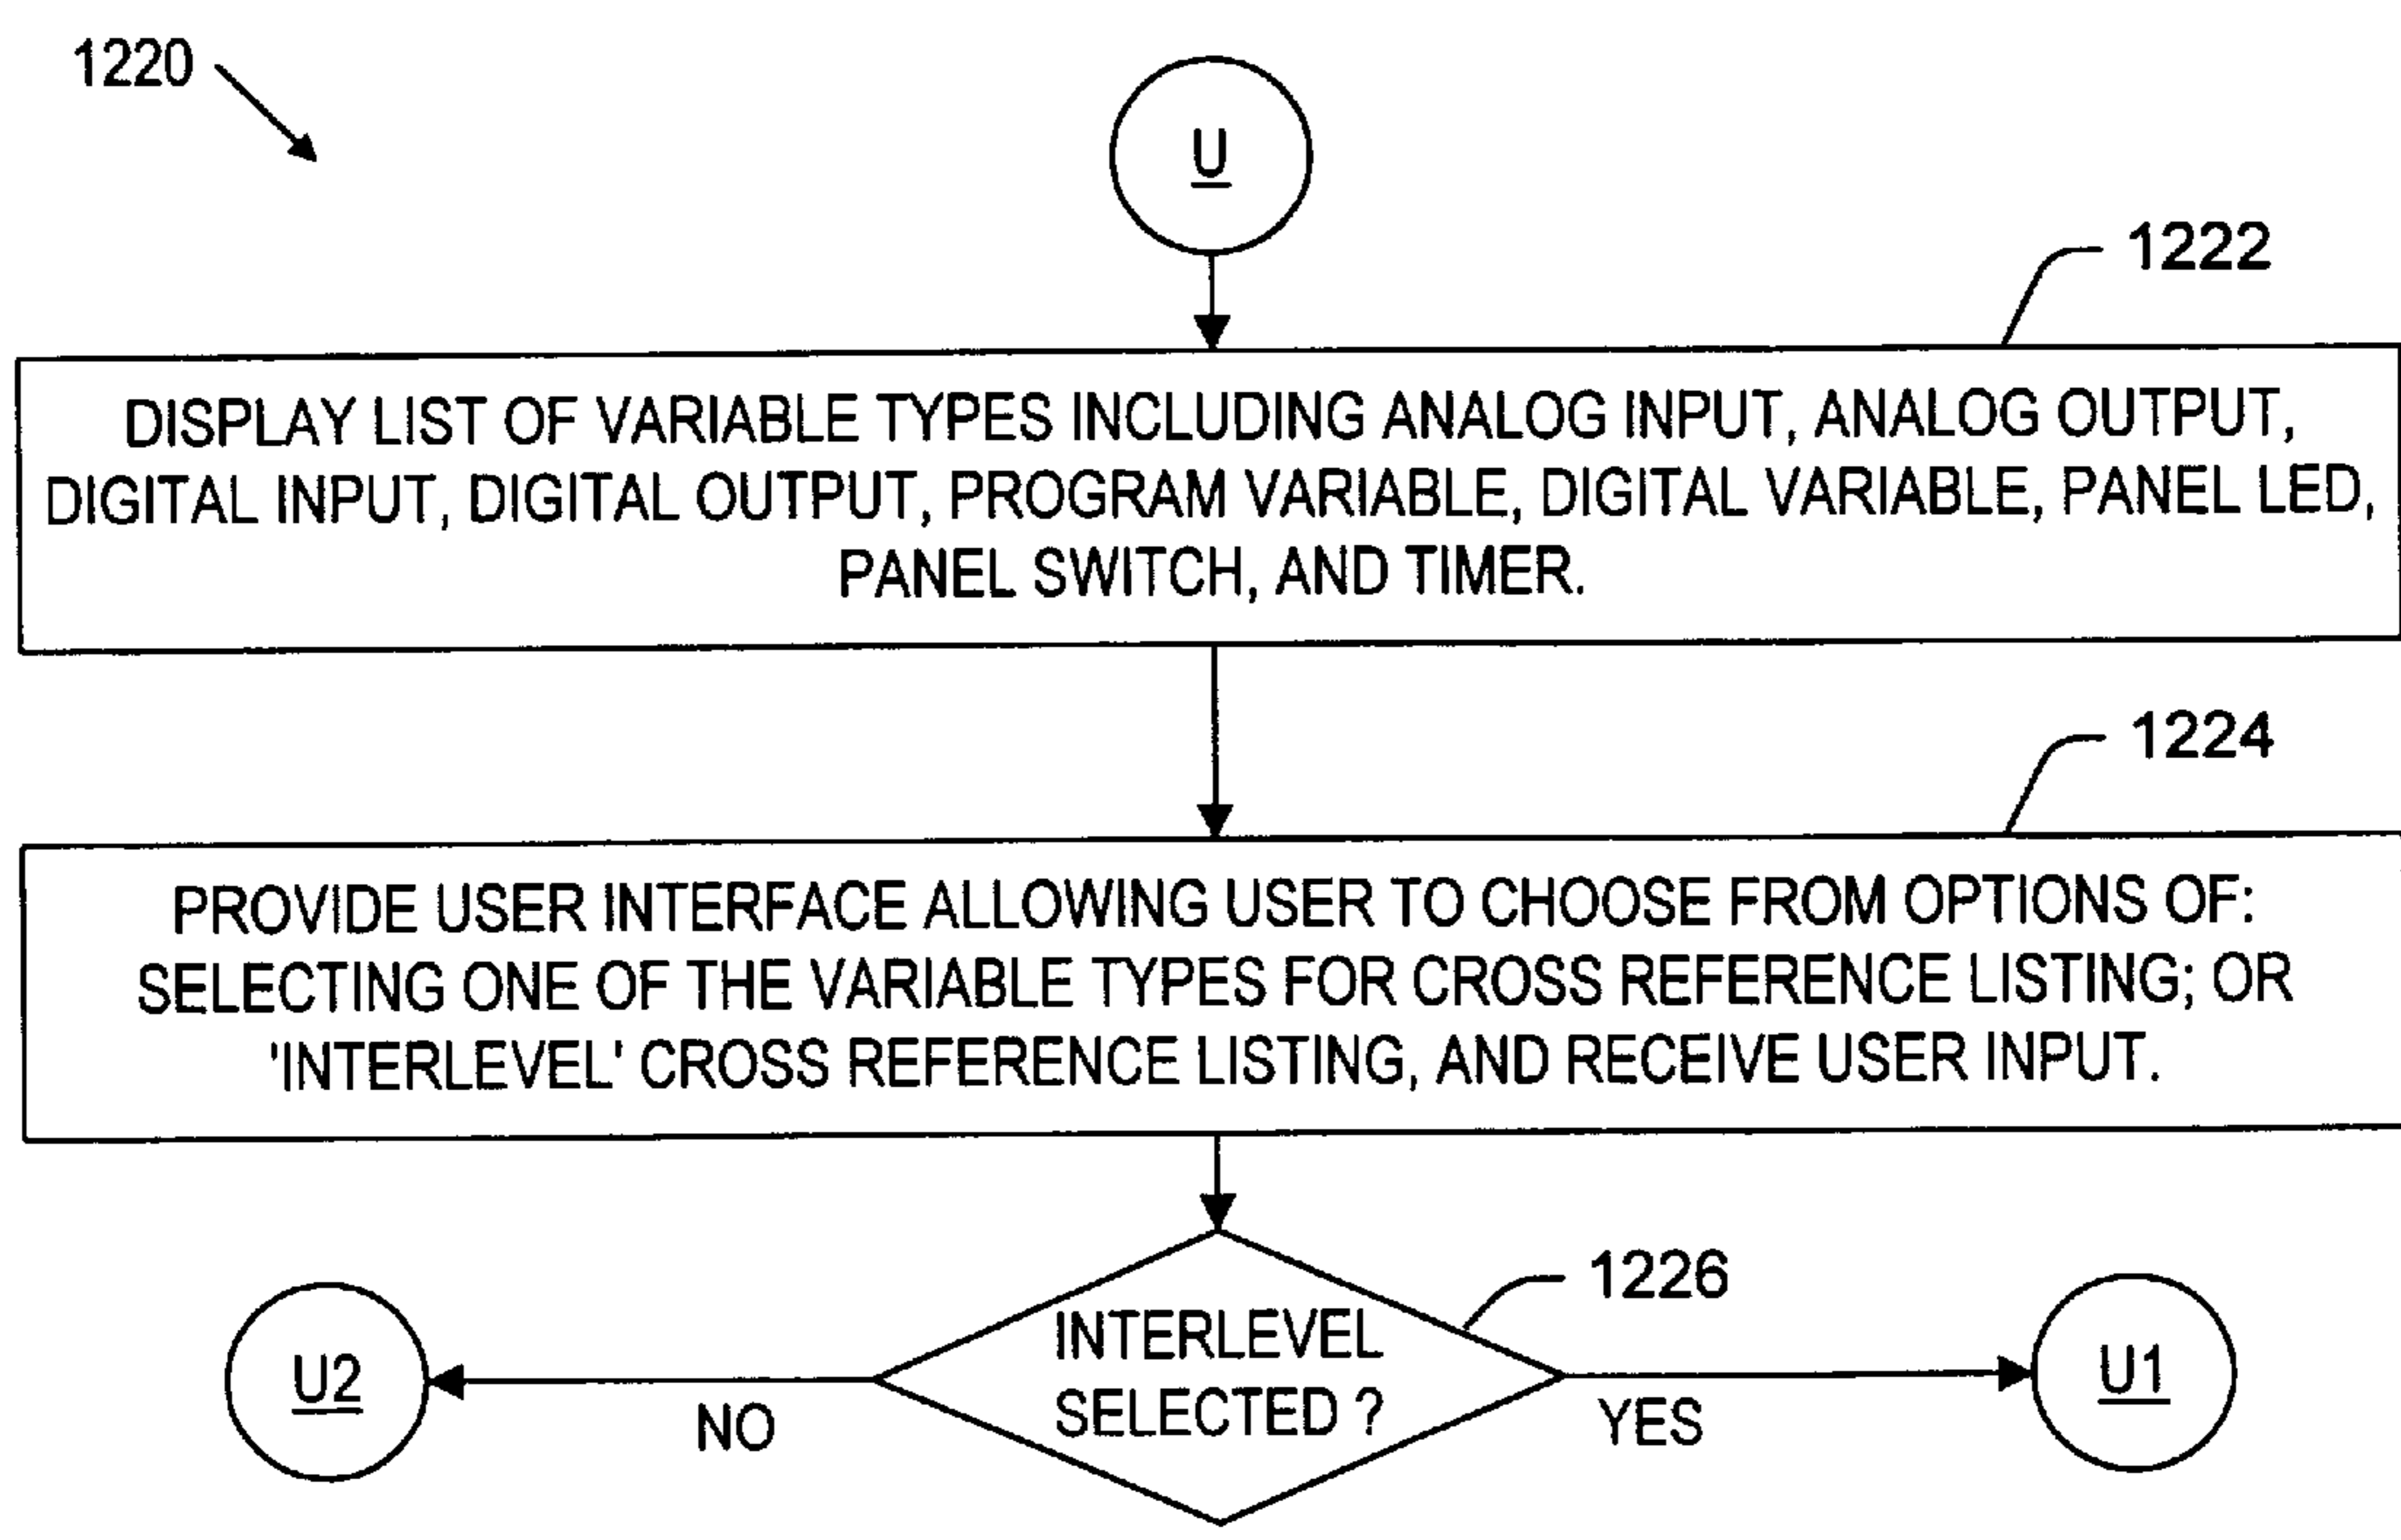 1220
U
1222
DISPLAY LIST OF VARIABLE TYPES INCLUDING ANALOG INPUT, ANALOG OUTPUT,
DIGITAL INPUT, DIGITAL OUTPUT, PROGRAM VARIABLE, DIGITAL VARIABLE, PANEL LED,
PANEL SWITCH, AND TIMER.
1224
PROVIDE USER INTERFACE ALLOWING USER TO CHOOSE FROM OPTIONS OF:
SELECTING ONE OF THE VARIABLE TYPES FOR CROSS REFERENCE LISTING; OR
'INTERLEVEL' CROSS REFERENCE LISTING, AND RECEIVE USER INPUT.
1226
INTERLEVEL
SELECTED ?
U2
NO
YES
U1